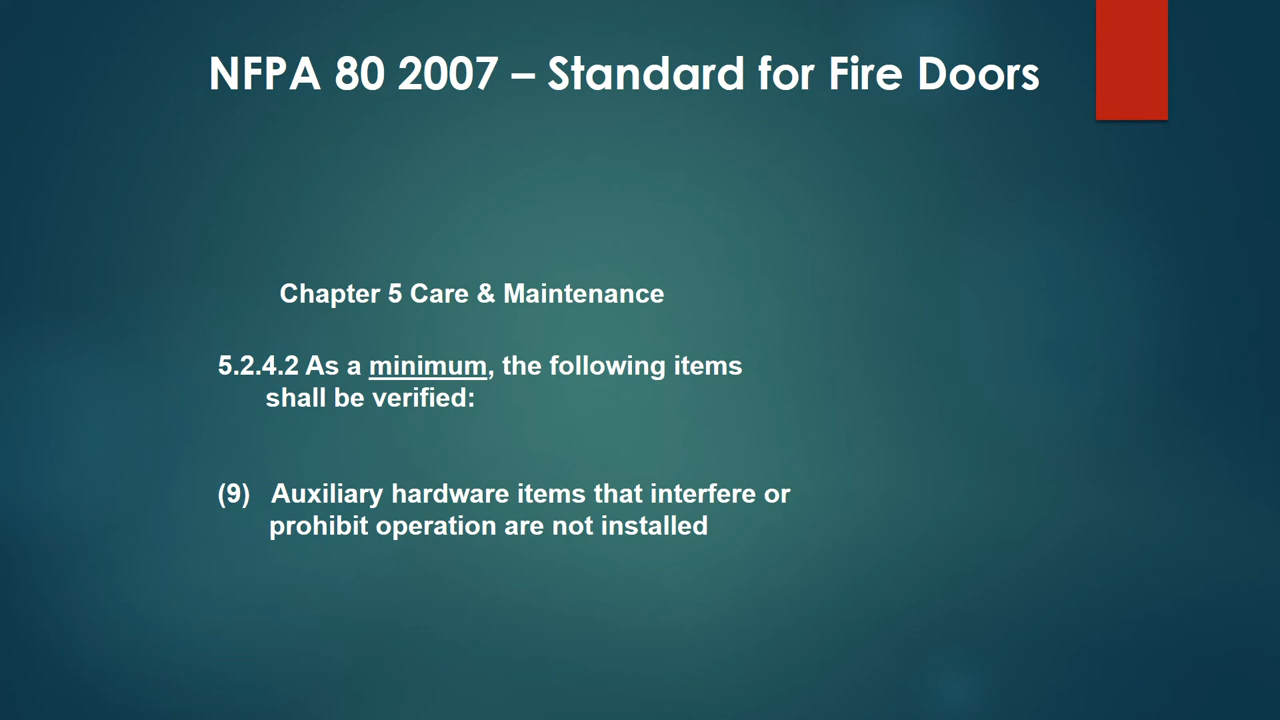 NFPA 80 2007 – Standard for Fire Doors
Chapter 5 Care & Maintenance
5.2.4.2 As a minimum, the following items
shall be verified:
(9) Auxiliary hardware items that interfere or
prohibit operation are not installed